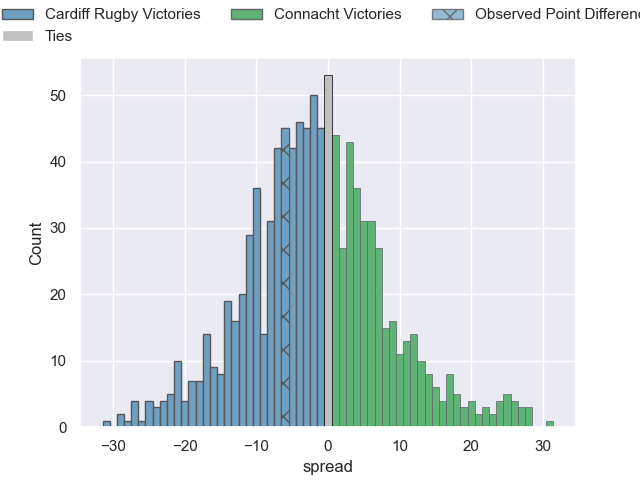 Cardiff Rugby Victories Connacht Victories Observed Point Differenc
Ties
50
40
30
20
10
0
Count
−30 −20 −10 0 10 20 30
spread